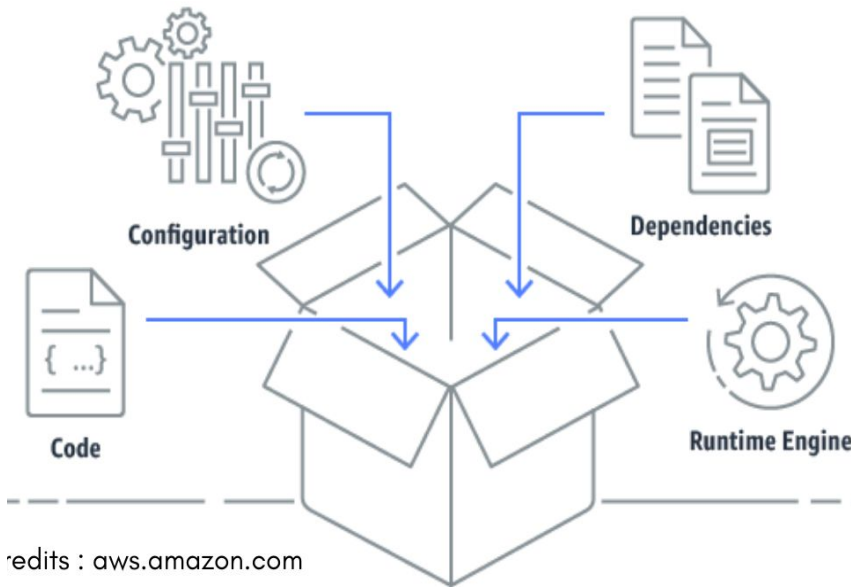 Configuration
Dependencies
{ ...}
Code
Runtime Engine
redits : aws.amazon.com